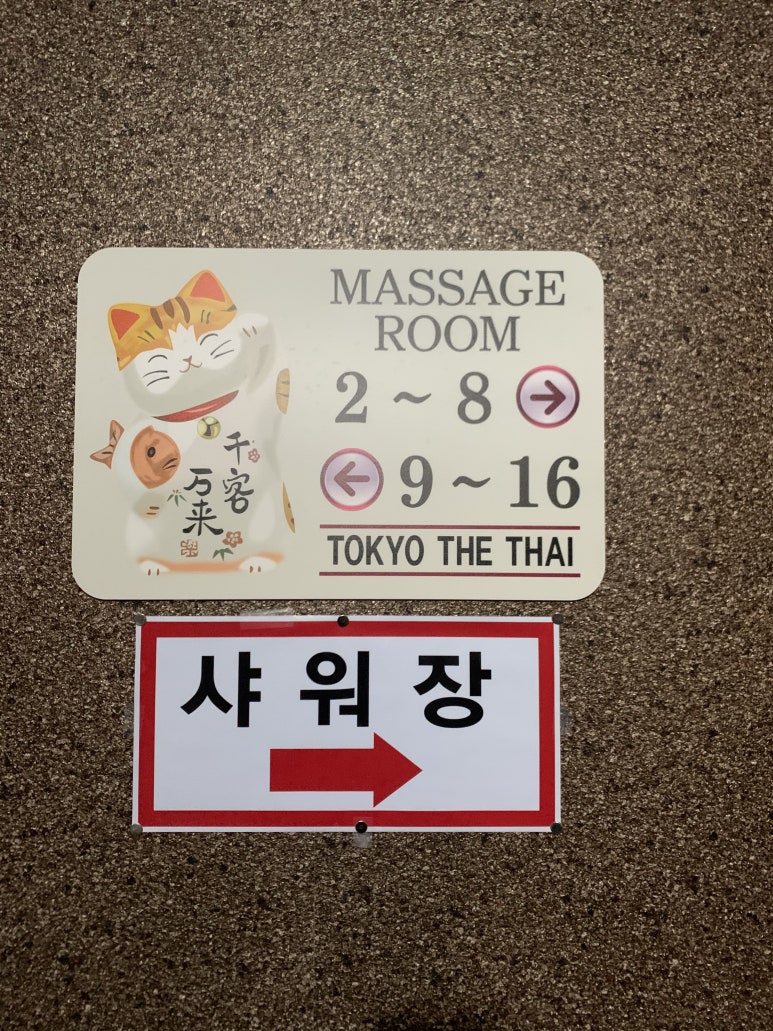 MASSAGE
ROOM
2 ~ 8 →
← 9 ~ 16
TOKYO THE THAI
千客
万来
샤워장